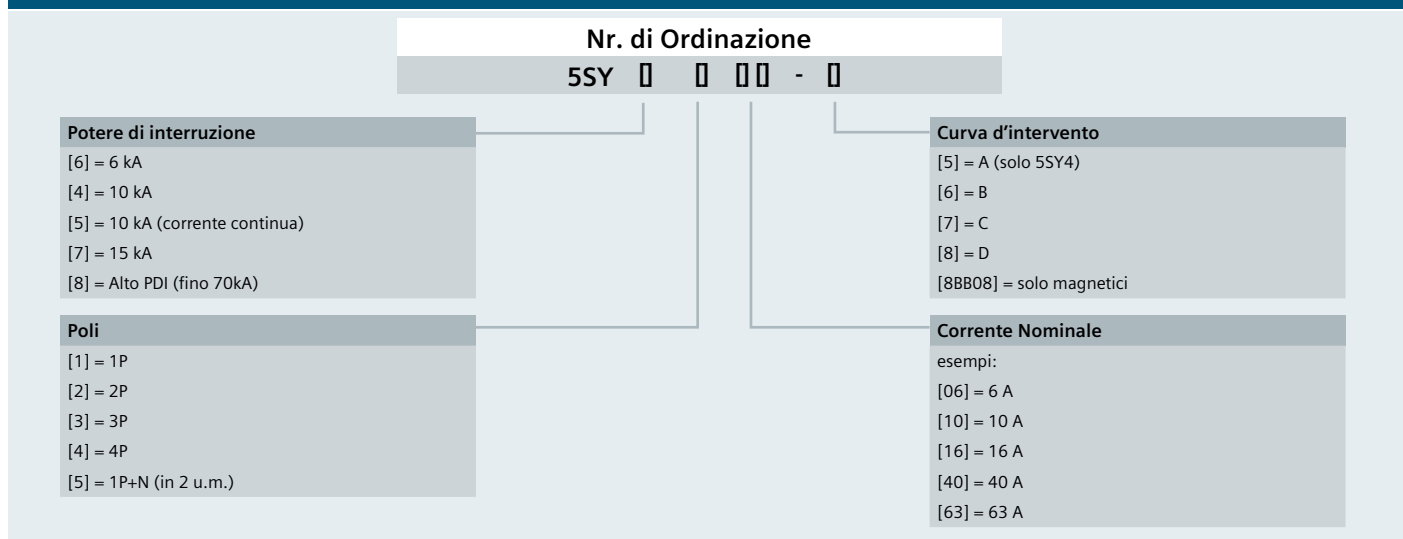 Nr. di Ordinazione
5SY [] [] [] [] - []
Potere di interruzione
[6] = 6 kA
[4] = 10 kA
[5] = 10 kA (corrente continua)
[7] = 15 kA
[8] = Alto PDI (fino 70kA)
Poli
[1] = 1P
[2] = 2P
[3] = 3P
[4] = 4P
[5] = 1P+N (in 2 u.m.)
Curva d'intervento
[5] = A (solo 5SY4)
[6] = B
[7] = C
[8] = D
[8BB08] = solo magnetici
Corrente Nominale
esempi:
[06] = 6 A
[10] = 10 A
[16] = 16 A
[40] = 40 A
[63] = 63 A